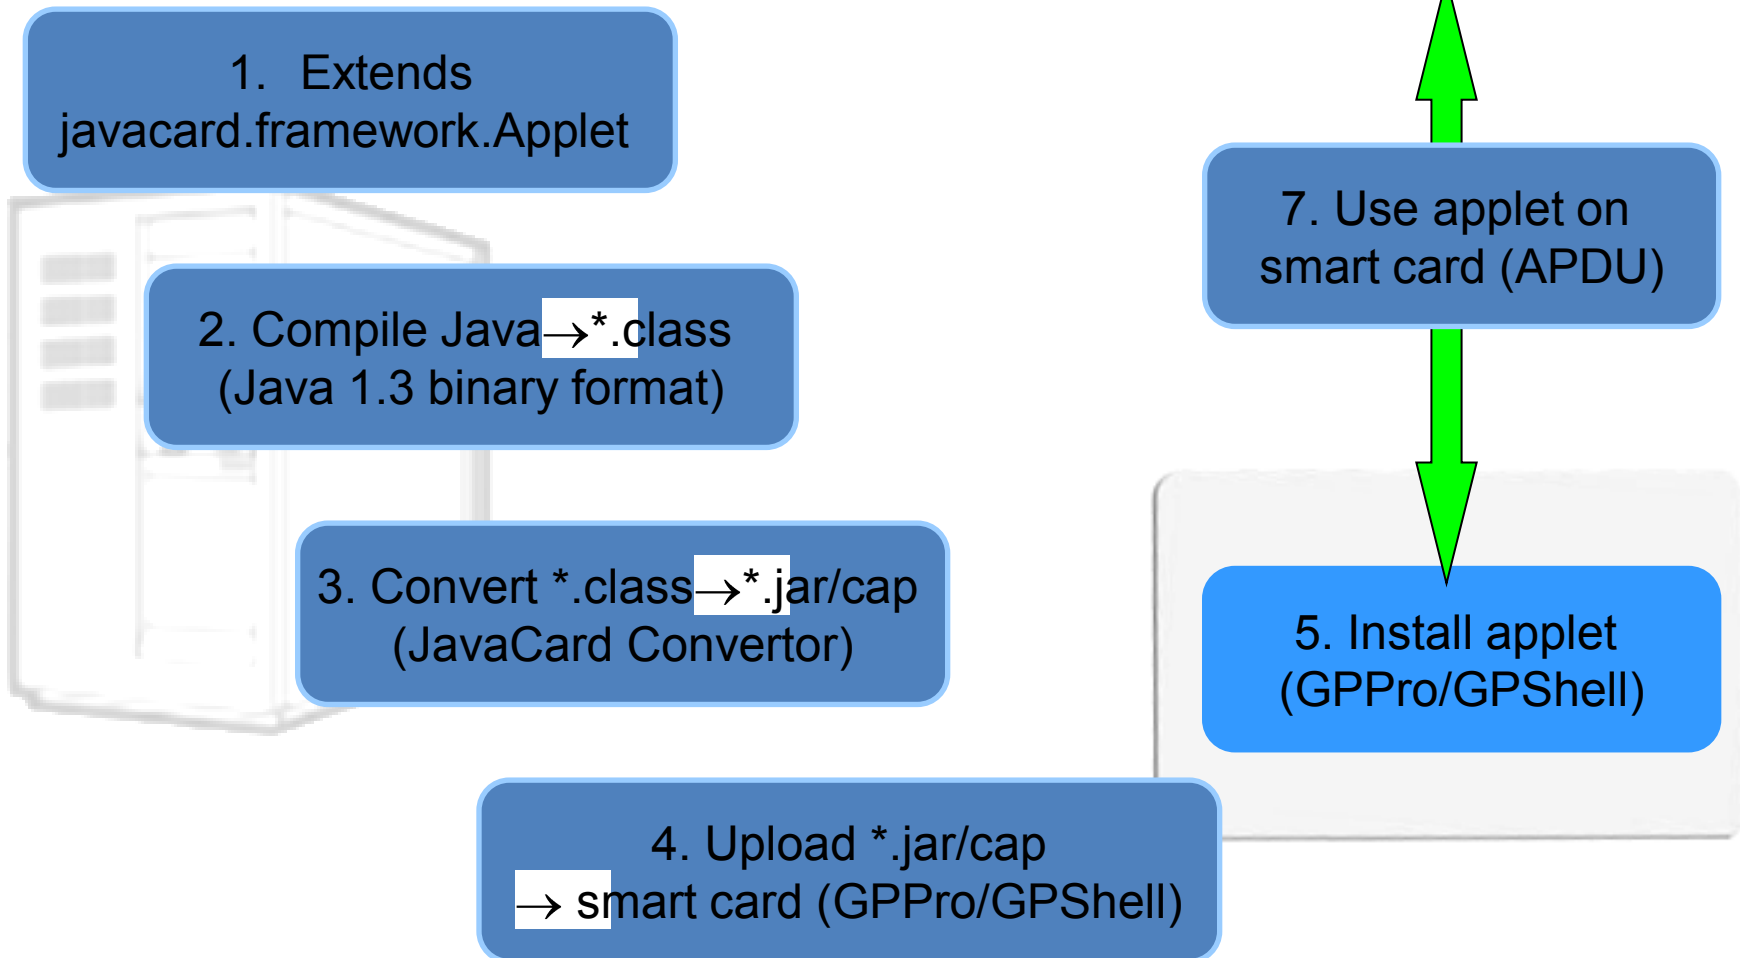 1. Extends
javacard.framework.Applet
2. Compile Java→*.class
(Java 1.3 binary format)
3. Convert *.class→*.jar/cap
(JavaCard Convertor)
4. Upload *.jar/cap
→ smart card (GPPro/GPShell)
5. Install applet
(GPPro/GPShell)
7. Use applet on
smart card (APDU)